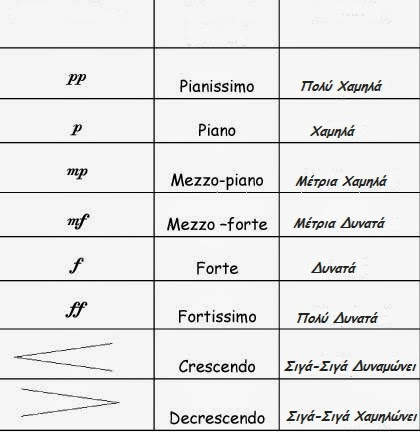 pp Pianissimo Πολύ Χαμηλά
p Piano Χαμηλά
mp Mezzo-piano Μέτρια Χαμηλά
mf Mezzo –forte Μέτρια Δυνατά
f Forte Δυνατά
ff Fortissimo Πολύ Δυνατά
Crescendo Σιγά-Σιγά Δυναμώνει
Decrescendo Σιγά-Σιγά Χαμηλώνει